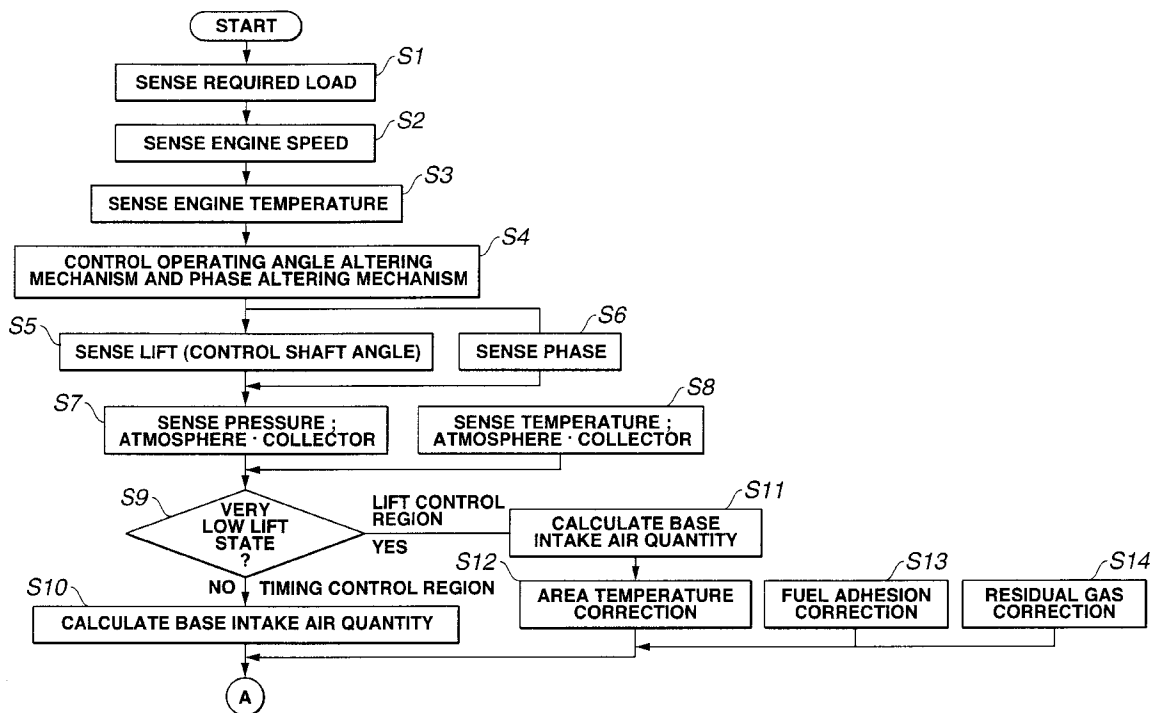 START
S1
SENSE REQUIRED LOAD
S2
SENSE ENGINE SPEED
S3
SENSE ENGINE TEMPERATURE
S4
CONTROL OPERATING ANGLE ALTERING
MECHANISM AND PHASE ALTERING MECHANISM
S5
SENSE LIFT (CONTROL SHAFT ANGLE)
S6
SENSE PHASE
S7
SENSE PRESSURE ;
ATMOSPHERE · COLLECTOR
S8
SENSE TEMPERATURE ;
ATMOSPHERE · COLLECTOR
S9
VERY
LOW LIFT
STATE
?
LIFT CONTROL
REGION
YES
S11
CALCULATE BASE
INTAKE AIR QUANTITY
NO
TIMING CONTROL REGION
S10
CALCULATE BASE INTAKE AIR QUANTITY
S12
AREA TEMPERATURE
CORRECTION
S13
FUEL ADHESION
CORRECTION
S14
RESIDUAL GAS
CORRECTION
A